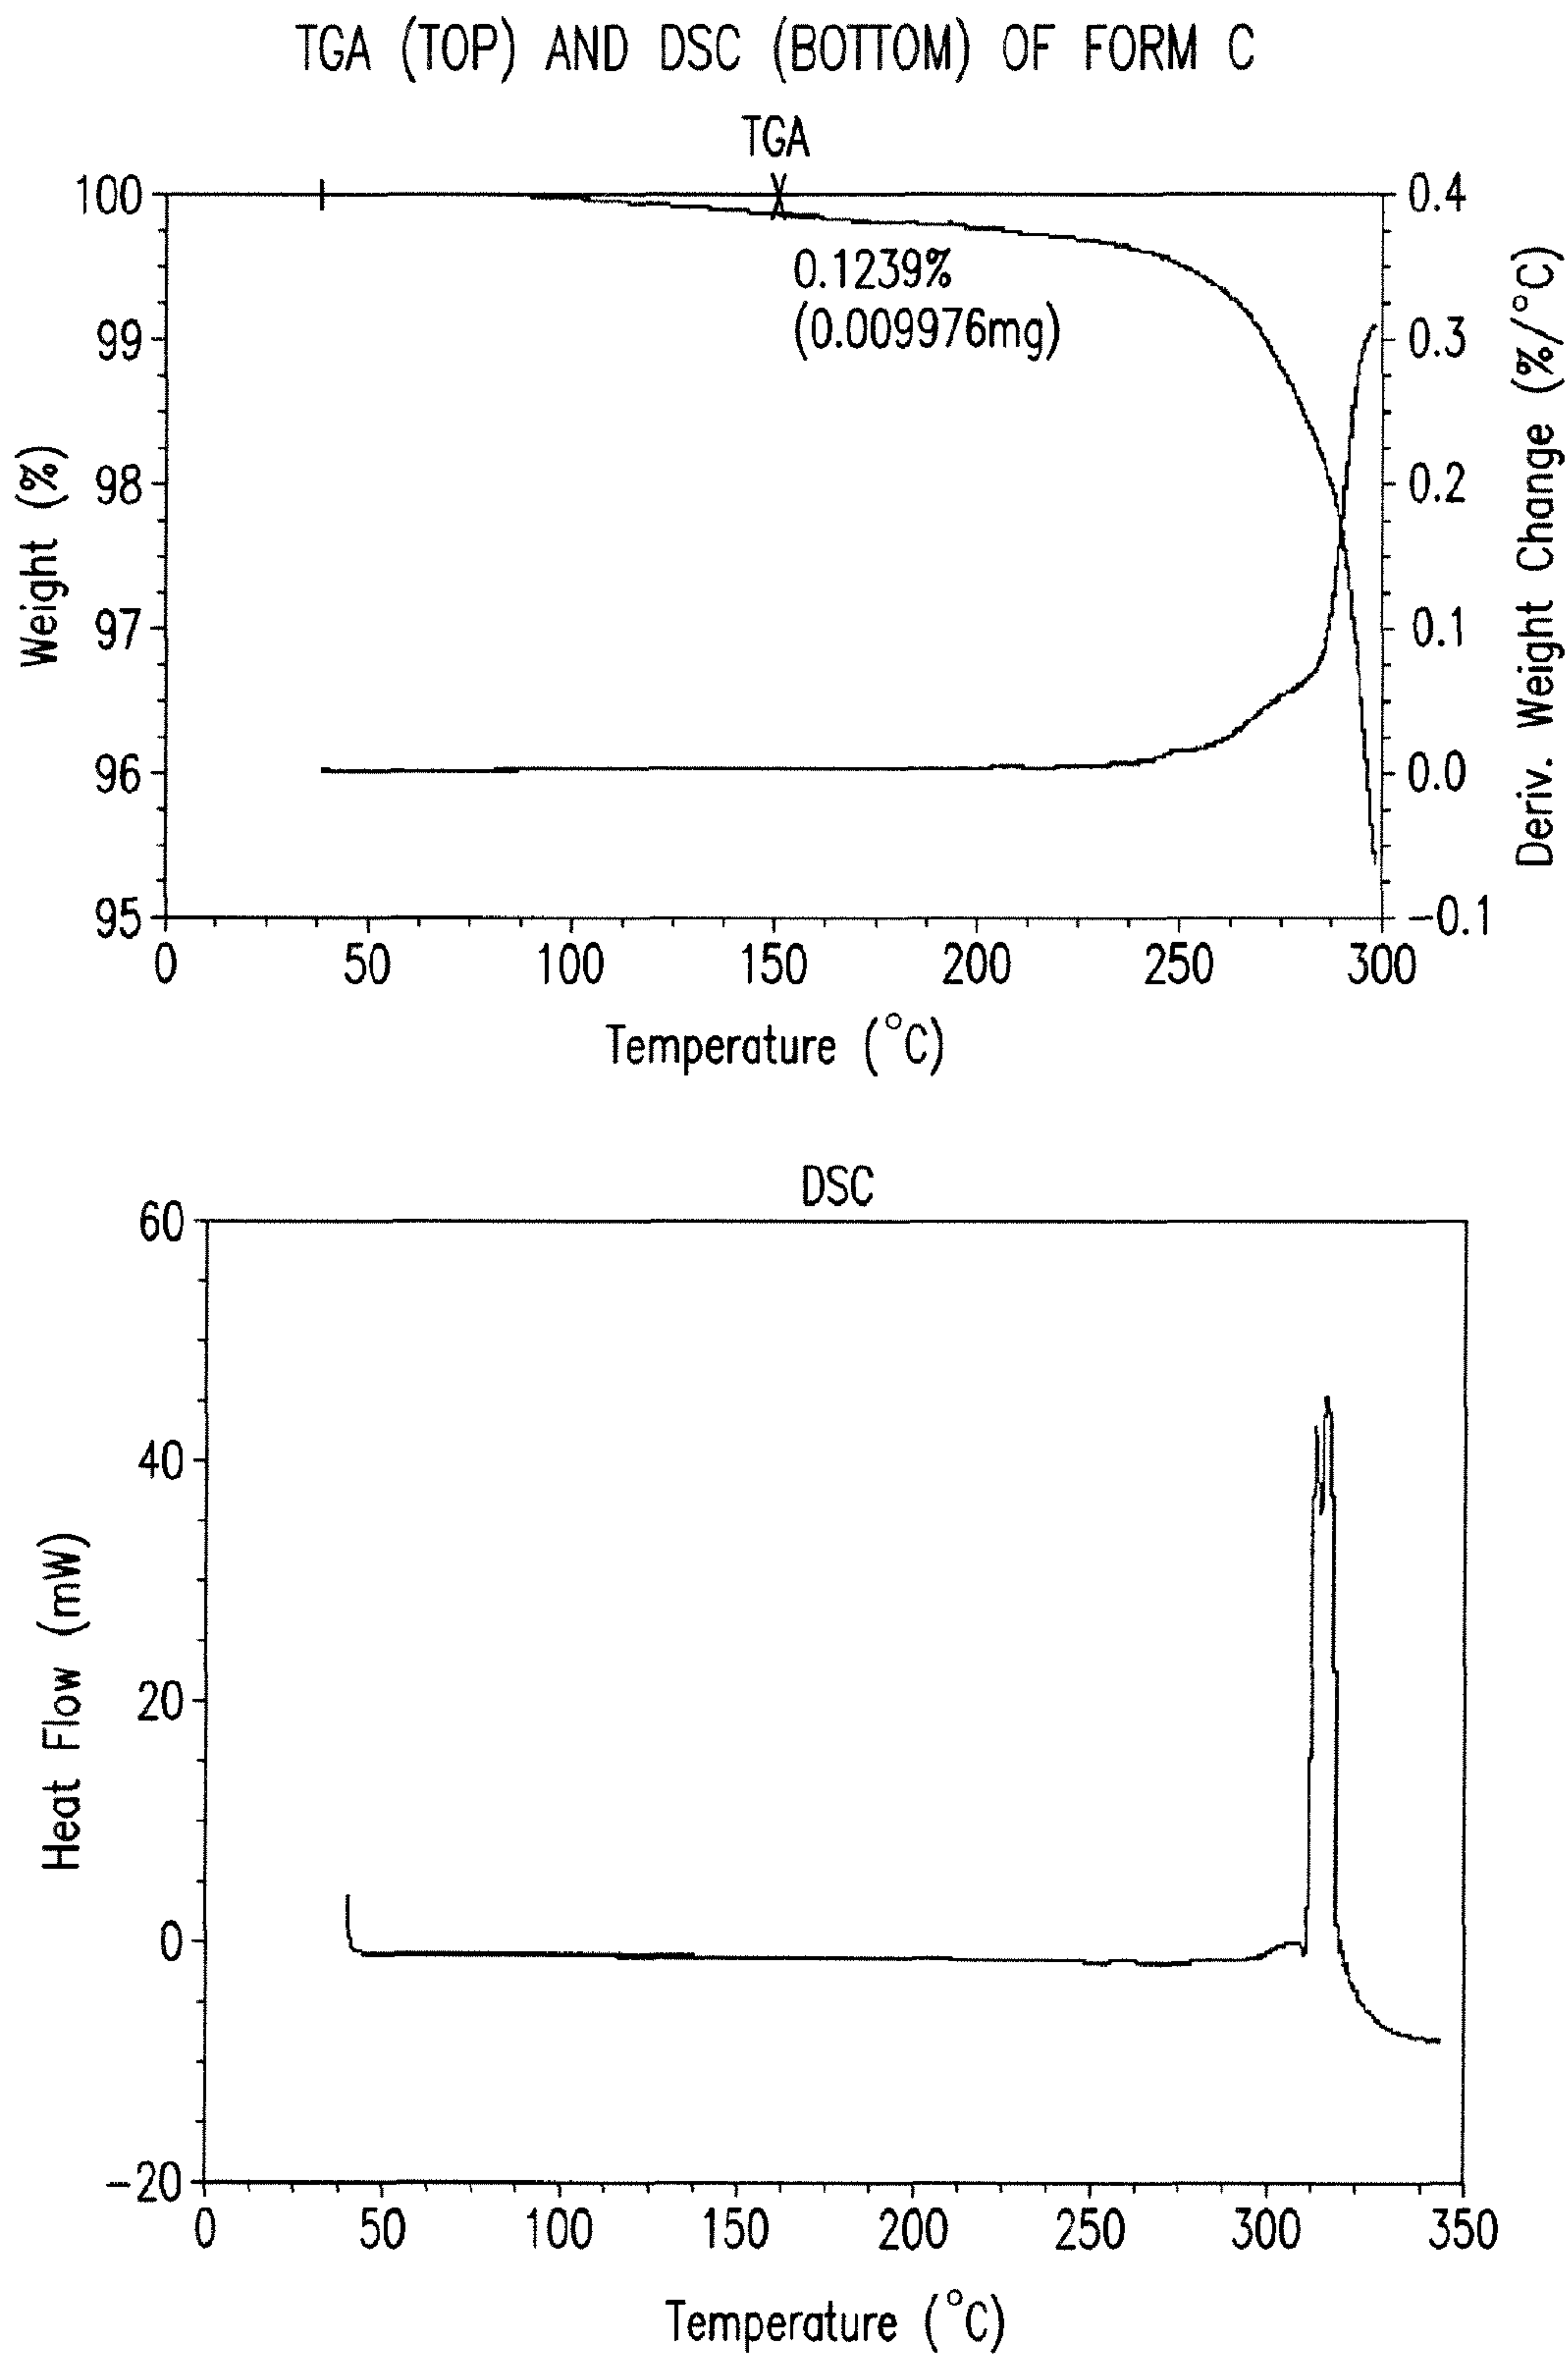 TGA (TOP) AND DSC (BOTTOM) OF FORM C
TGA
100
99
98
97
96
95
Weight (%)
0.4
0.3
0.2
0.1
0.0
-0.1
Deriv. Weight Change (%/°C)
0.1239%
(0.009976mg)
0 50 100 150 200 250 300
Temperature (°C)
DSC
60
40
20
0
-20
Heat Flow (mW)
0 50 100 150 200 250 300 350
Temperature (°C)